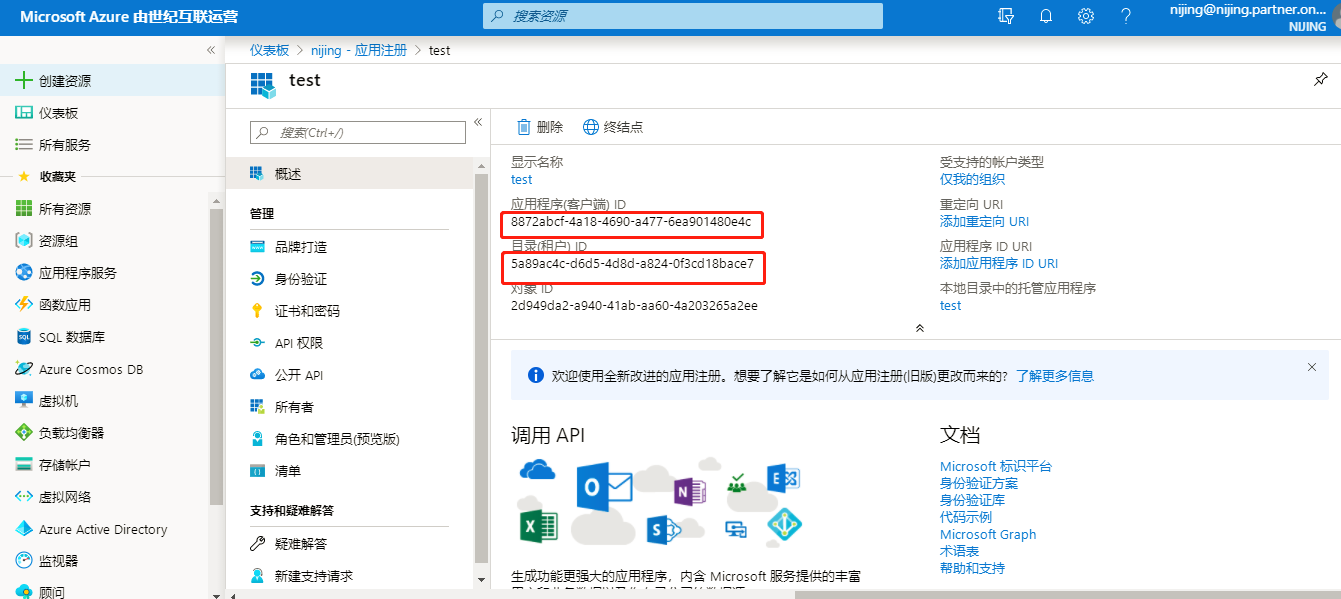 Microsoft Azure 由世纪互联运营
搜索资源
nijing@nijing.partner.on...
NIJING
创建资源
仪表板
所有服务
收藏夹
所有资源
资源组
应用程序服务
函数应用
SQL 数据库
Azure Cosmos DB
虚拟机
负载均衡器
存储帐户
虚拟网络
Azure Active Directory
监视器
顾问
仪表板 > nijing - 应用注册 > test
test
搜索(Ctrl+/)
概述
管理
品牌打造
身份验证
证书和密码
API 权限
公开 API
所有者
角色和管理员(预览版)
清单
支持和疑难解答
疑难解答
新建支持请求
删除
终结点
显示名称
test
应用程序(客户端) ID
8872abcf-4a18-4690-a477-6ea901480e4c
目录(租户) ID
5a89ac4c-d6d5-4d8d-a824-0f3cd18bace7
对象 ID
2d949da2-a940-41ab-aa60-4a203265a2ee
受支持的帐户类型
仅我的组织
重定向 URI
添加重定向 URI
应用程序 ID URI
添加应用程序 ID URI
本地目录中的托管应用程序
test
欢迎使用全新改进的应用注册。想要了解它是如何从应用注册(旧版)更改而来的? 了解更多信息
调用 API
生成功能更强大的应用程序，内含 Microsoft 服务提供的丰富
文档
Microsoft 标识平台
身份验证方案
身份验证库
代码示例
Microsoft Graph
术语表
帮助和支持